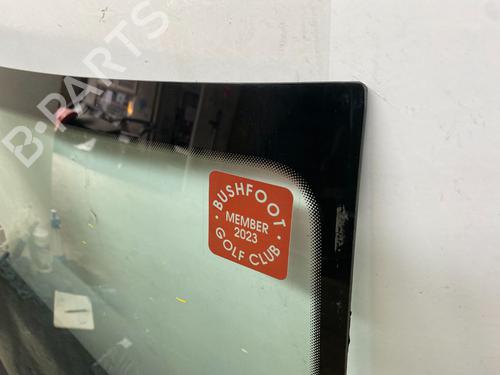 B-PARTS
BUSHFOOT
MEMBER
2023
GOLF CLUB